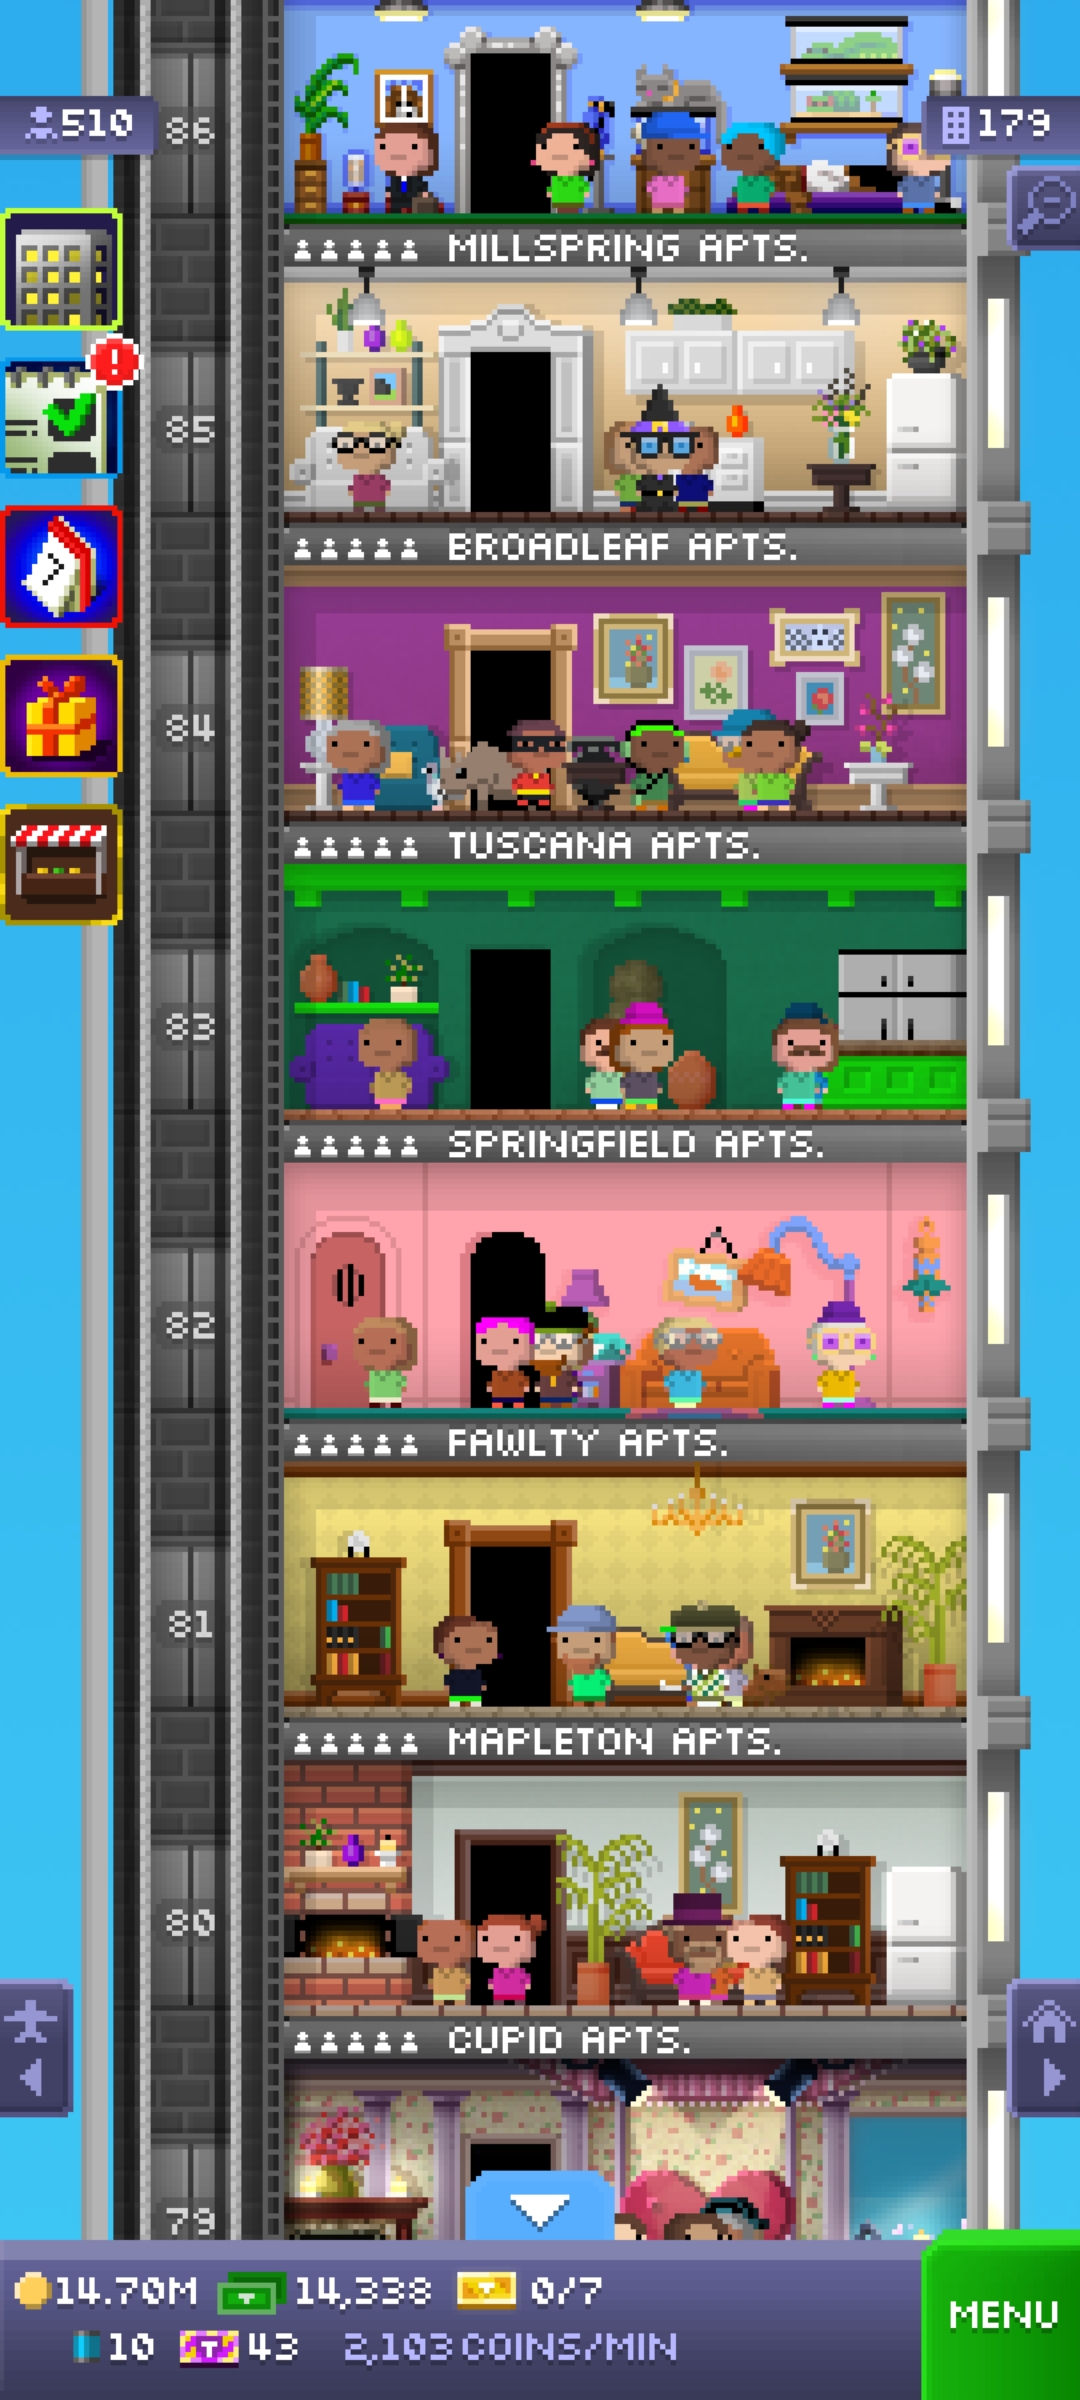 510
86
179
MILLSPRING APTS.
85
BROADLEAF APTS.
84
TUSCANA APTS.
83
SPRINGFIELD APTS.
82
FAWLTY APTS.
81
MAPLETON APTS.
80
CUPID APTS.
79
14.70M 14,338 0/7
10 43 2,103 COINS/MIN
MENU
7
!